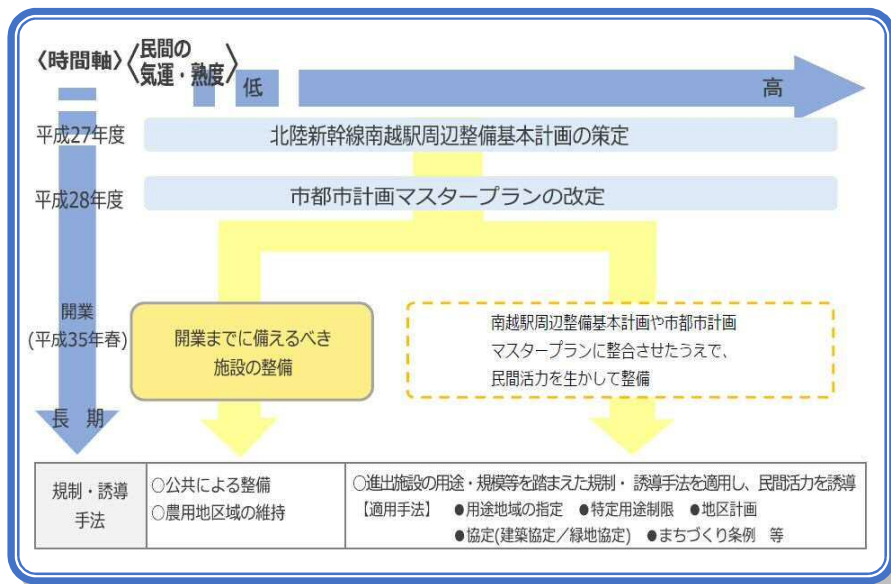 〈時間軸〉
〈民間の
気運・熟度〉
低
高
平成27年度
北陸新幹線南越駅周辺整備基本計画の策定
平成28年度
市都市計画マスタープランの改定
開業
(平成35年春)
開業までに備えるべき
施設の整備
南越駅周辺整備基本計画や市都市計画
マスタープランに整合させたうえで、
民間活力を生かして整備
長 期
規制・誘導
手法
○公共による整備
○農用地区域の維持
○進出施設の用途・規模等を踏まえた規制・ 誘導手法を適用し、民間活力を誘導
【適用手法】 ●用途地域の指定 ●特定用途制限 ●地区計画
●協定(建築協定／緑地協定) ●まちづくり条例 等